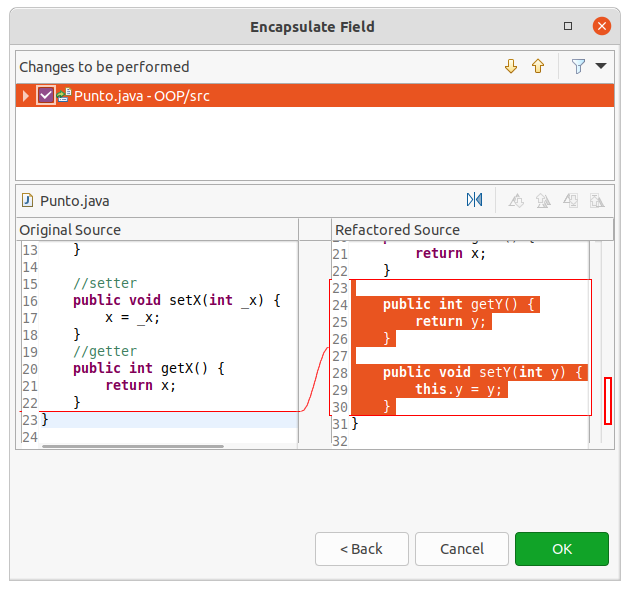 Encapsulate Field
Changes to be performed
Punto.java - OOP/src
Punto.java
Original Source
13 }
14
15 //setter
16 public void setX(int _x) {
17 x = _x;
18 }
19 //getter
20 public int getX() {
21 return x;
22 }
23 }
24
Refactored Source
21 return x;
22 }
23
24 public int getY() {
25 return y;
26 }
27
28 public void setY(int y) {
29 this.y = y;
30 }
31 }
32
< Back
Cancel
OK